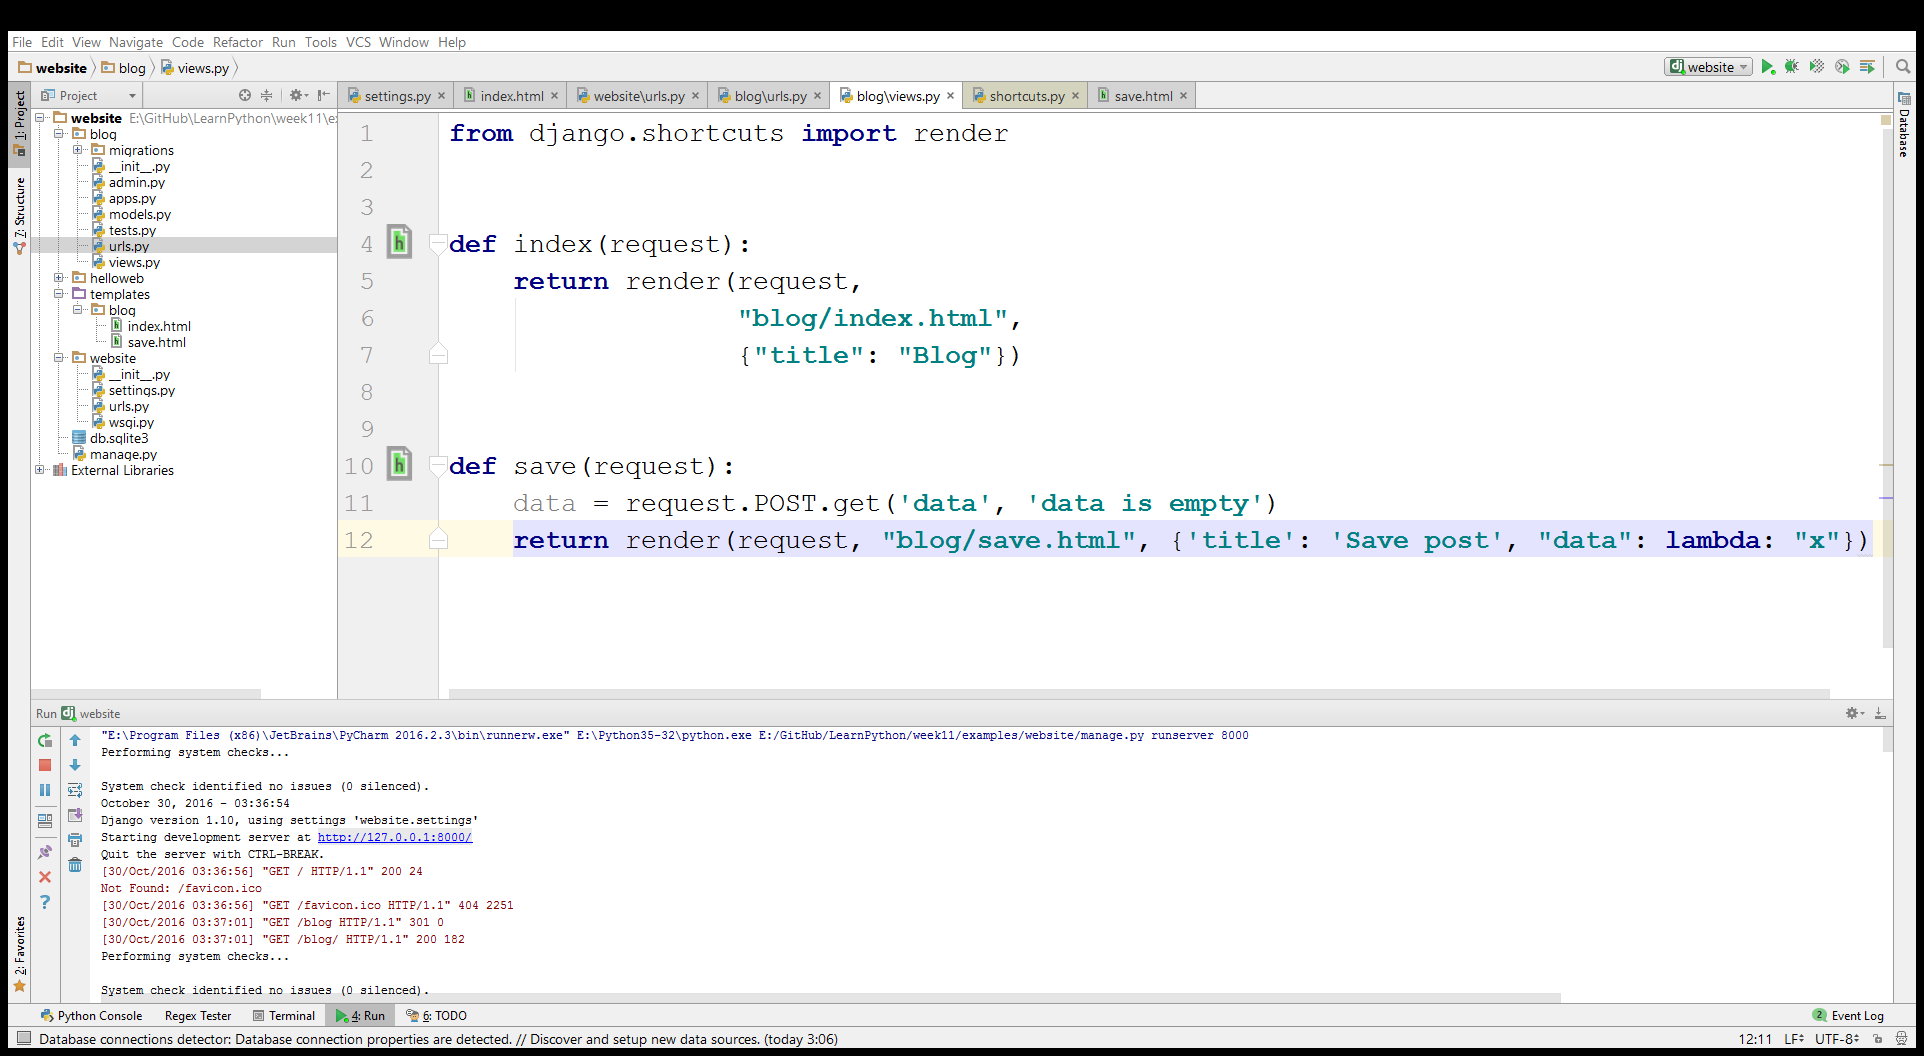 File Edit View Navigate Code Refactor Run Tools VCS Window Help
website blog views.py website
1: Project
7: Structure
2: Favorites
Database
Project
website E:\GitHub\LearnPython\week11\e
blog
migrations
__init__.py
admin.py
apps.py
models.py
tests.py
urls.py
views.py
helloweb
templates
blog
index.html
save.html
website
__init__.py
settings.py
urls.py
wsgi.py
db.sqlite3
manage.py
External Libraries
settings.py index.html website\urls.py blog\urls.py blog\views.py shortcuts.py save.html
1 from django.shortcuts import render
2
3
4 def index(request):
5 return render(request,
6 "blog/index.html",
7 {"title": "Blog"})
8
9
10 def save(request):
11 data = request.POST.get('data', 'data is empty')
12 return render(request, "blog/save.html", {'title': 'Save post', "data": lambda: "x"})
Run website
"E:\Program Files (x86)\JetBrains\PyCharm 2016.2.3\bin\runnerw.exe" E:\Python35-32\python.exe E:/GitHub/LearnPython/week11/examples/website/manage.py runserver 8000
Performing system checks...
System check identified no issues (0 silenced).
October 30, 2016 - 03:36:54
Django version 1.10, using settings 'website.settings'
Starting development server at http://127.0.0.1:8000/
Quit the server with CTRL-BREAK.
[30/Oct/2016 03:36:56] "GET / HTTP/1.1" 200 24
Not Found: /favicon.ico
[30/Oct/2016 03:36:56] "GET /favicon.ico HTTP/1.1" 404 2251
[30/Oct/2016 03:37:01] "GET /blog HTTP/1.1" 301 0
[30/Oct/2016 03:37:01] "GET /blog/ HTTP/1.1" 200 182
Performing system checks...
System check identified no issues (0 silenced).
Python Console Regex Tester Terminal 4: Run 6: TODO 2 Event Log
Database connections detector: Database connection properties are detected. // Discover and setup new data sources. (today 3:06) 12:11 LF UTF-8